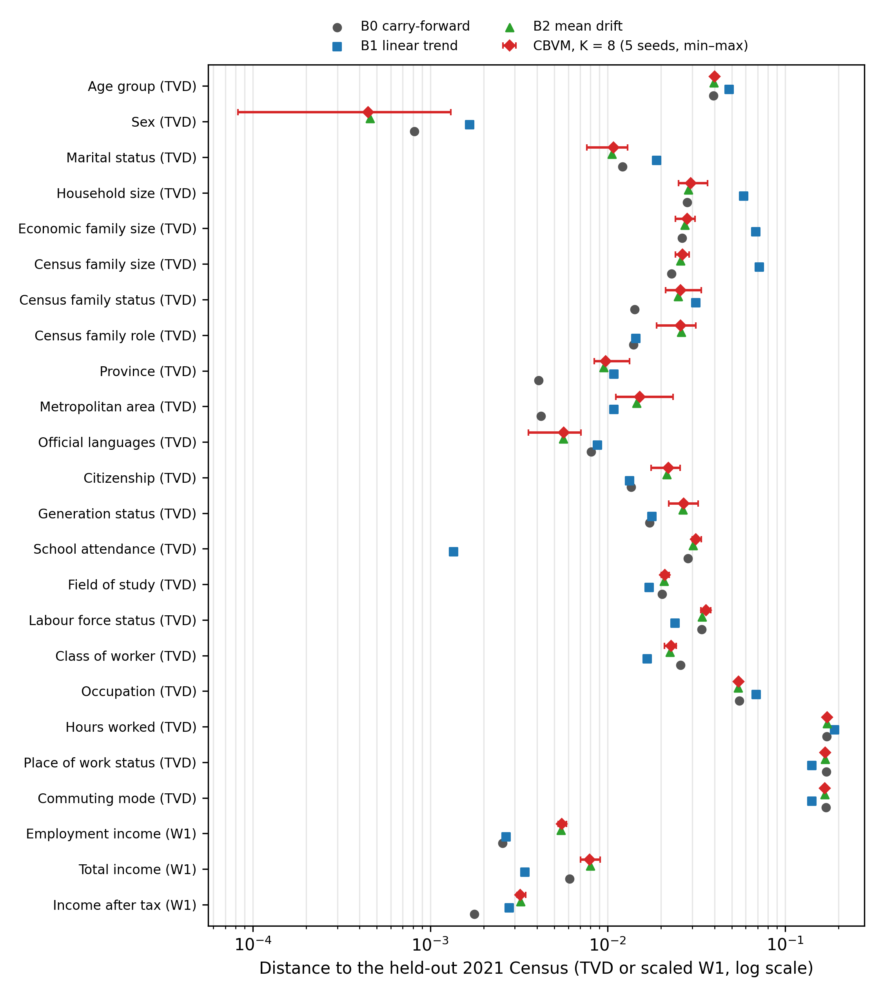 B0 carry-forward
B1 linear trend
B2 mean drift
CBVM, K = 8 (5 seeds, min–max)
Age group (TVD)
Sex (TVD)
Marital status (TVD)
Household size (TVD)
Economic family size (TVD)
Census family size (TVD)
Census family status (TVD)
Census family role (TVD)
Province (TVD)
Metropolitan area (TVD)
Official languages (TVD)
Citizenship (TVD)
Generation status (TVD)
School attendance (TVD)
Field of study (TVD)
Labour force status (TVD)
Class of worker (TVD)
Occupation (TVD)
Hours worked (TVD)
Place of work status (TVD)
Commuting mode (TVD)
Employment income (W1)
Total income (W1)
Income after tax (W1)
10⁻⁴ 10⁻³ 10⁻² 10⁻¹
Distance to the held-out 2021 Census (TVD or scaled W1, log scale)